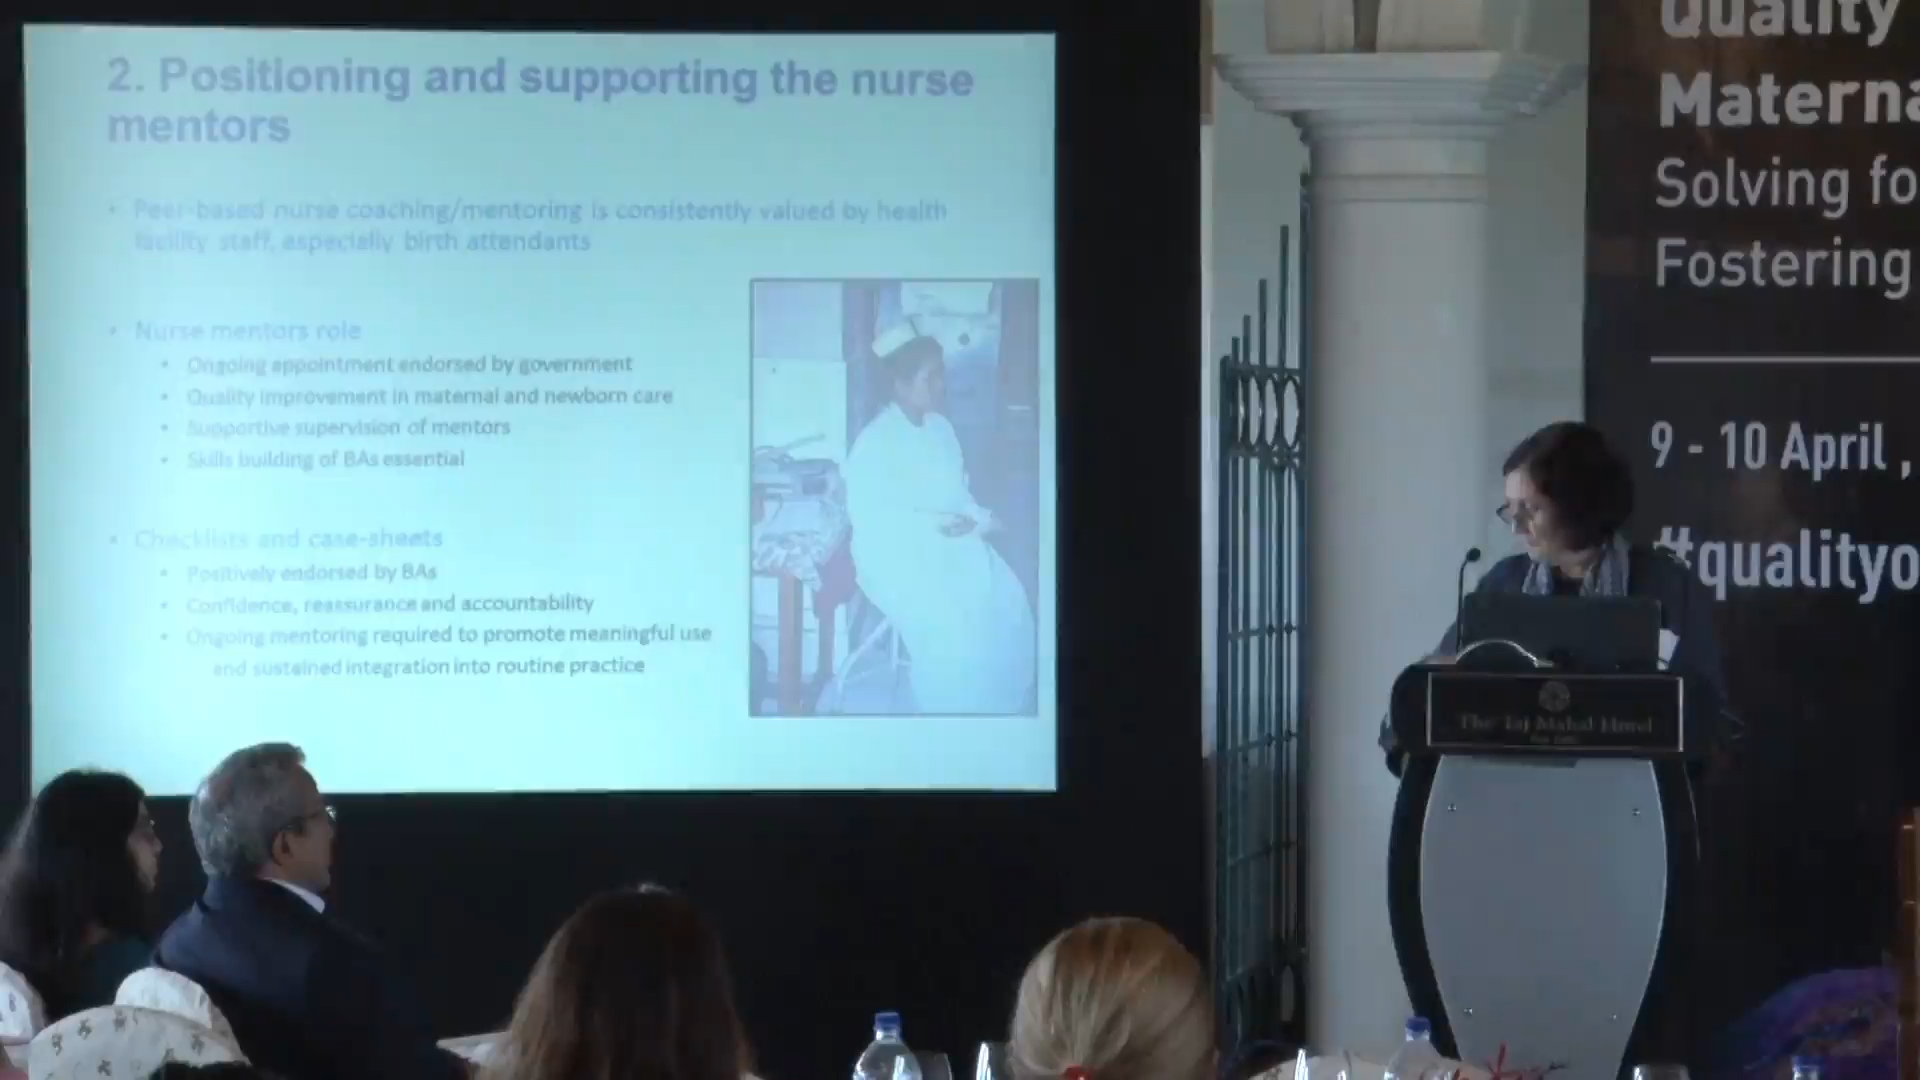 2. Positioning and supporting the nurse
mentors
• Peer-based nurse coaching/mentoring is consistently valued by health
facility staff, especially birth attendants
• Nurse mentors role
• Ongoing appointment endorsed by government
• Quality improvement in maternal and newborn care
• Supportive supervision of mentors
• Skills building of BAs essential
• Checklists and case-sheets
• Positively endorsed by BAs
• Confidence, reassurance and accountability
• Ongoing mentoring required to promote meaningful use
and sustained integration into routine practice
Quality
Materna
Solving fo
Fostering
9 - 10 April ,
#qualityo
The Taj Mahal Hotel